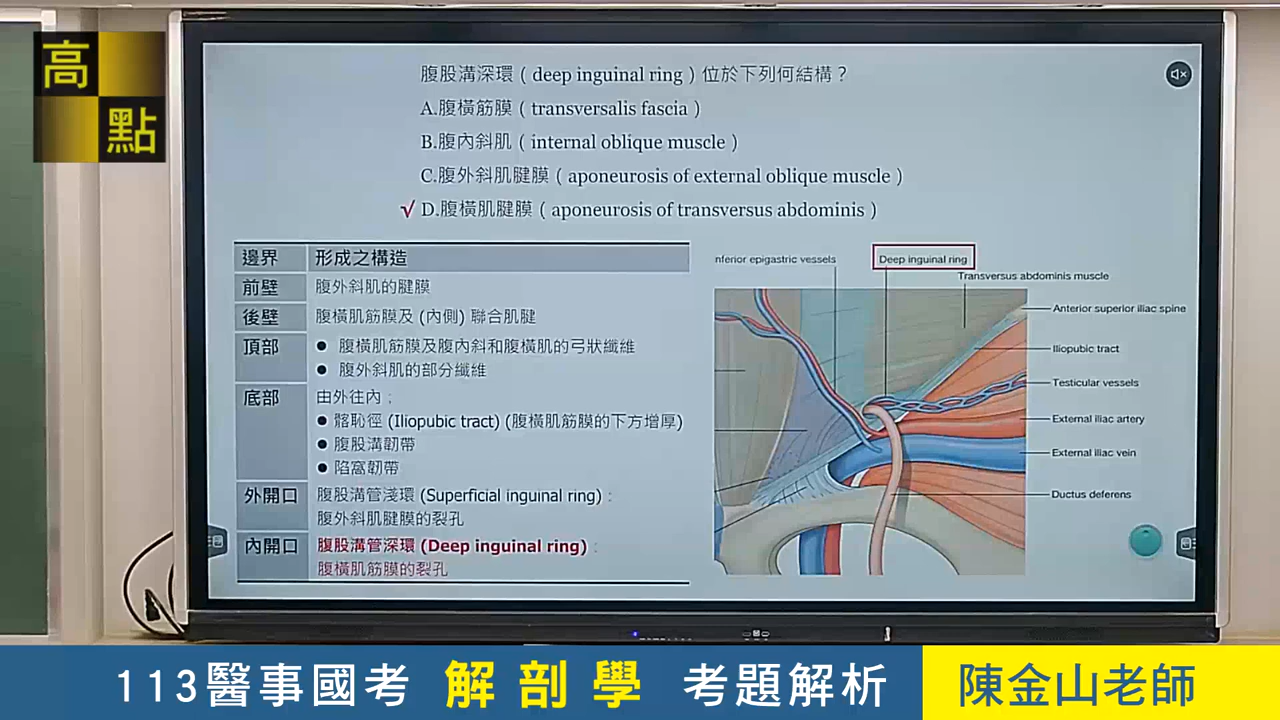 高
點
腹股溝深環（deep inguinal ring）位於下列何結構？
A.腹橫筋膜（transversalis fascia）
B.腹內斜肌（internal oblique muscle）
C.腹外斜肌腱膜（aponeurosis of external oblique muscle）
√ D.腹橫肌腱膜（aponeurosis of transversus abdominis）
邊界 形成之構造
前壁 腹外斜肌的腱膜
後壁 腹橫肌筋膜及 (內側) 聯合肌腱
頂部 ● 腹橫肌筋膜及腹內斜和腹橫肌的弓狀纖維
● 腹外斜肌的部分纖維
底部 由外往內：
● 髂恥徑 (Iliopubic tract) (腹橫肌筋膜的下方增厚)
● 腹股溝韌帶
● 陷窩韌帶
外開口 腹股溝管淺環 (Superficial inguinal ring)：
腹外斜肌腱膜的裂孔
內開口 腹股溝管深環 (Deep inguinal ring)：
腹橫肌筋膜的裂孔
nferior epigastric vessels
Deep inguinal ring
Transversus abdominis muscle
Anterior superior iliac spine
Iliopubic tract
Testicular vessels
External iliac artery
External iliac vein
Ductus deferens
113醫事國考 解剖學 考題解析 陳金山老師